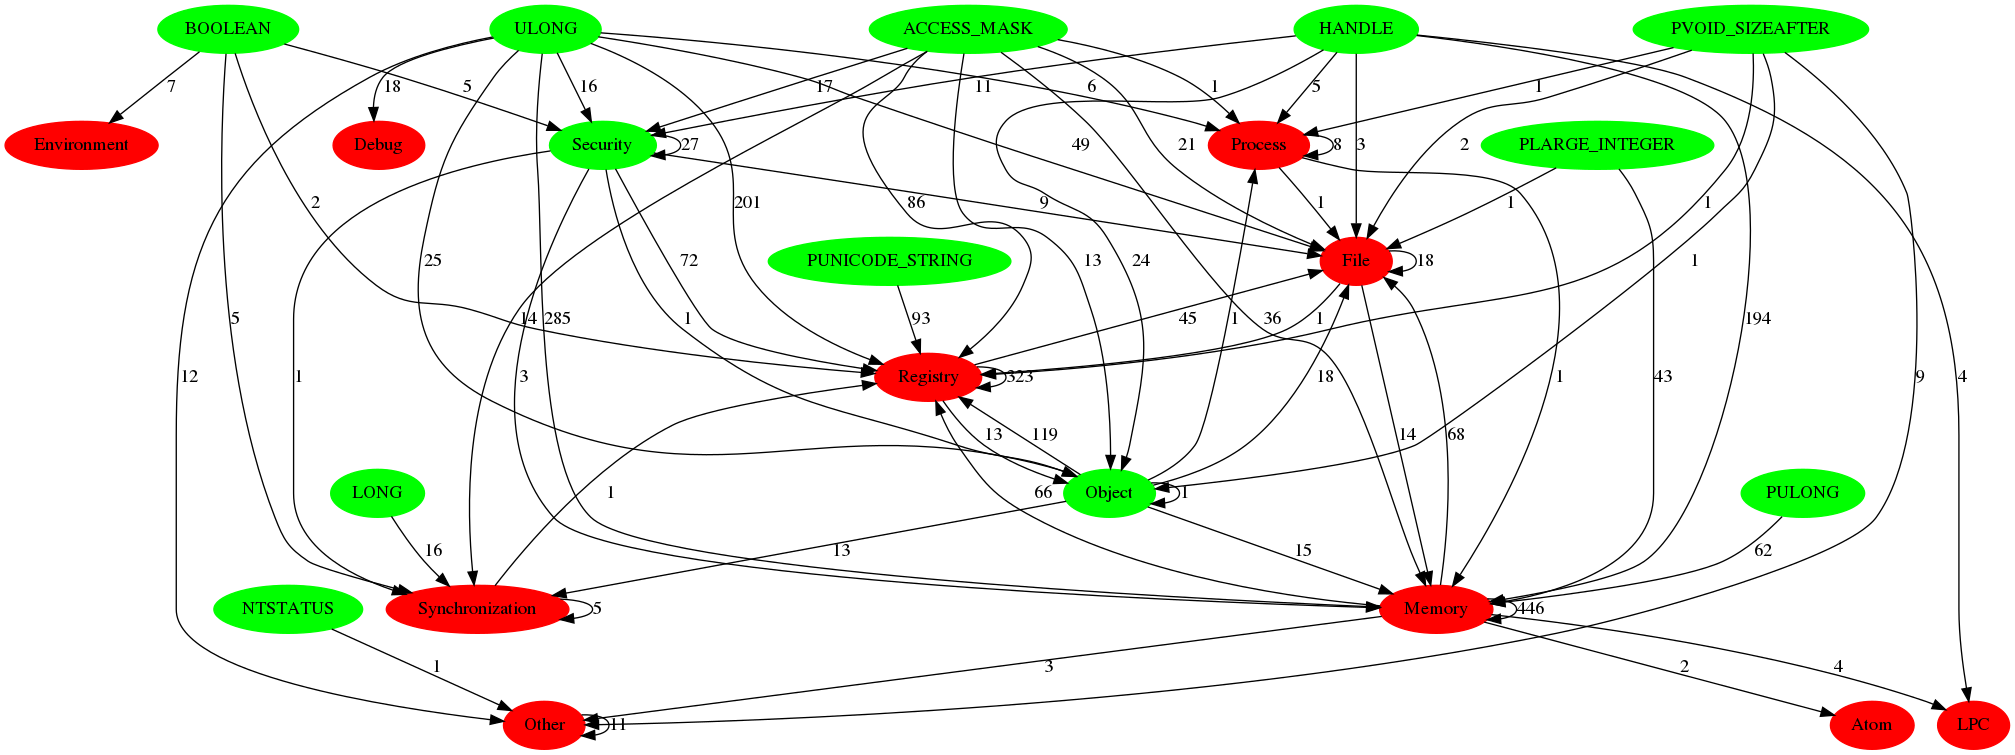 BOOLEAN ULONG ACCESS_MASK HANDLE PVOID_SIZEAFTER
7 18 5 16 17 11 6 1 5 1
Environment Debug Security 27 49 21 Process 8 3 2 PLARGE_INTEGER
2 201 86 9 1 1 1
25 72 PUNICODE_STRING 13 24 File 18 1
5 14 285 1 93 45 1 36 1 194
12 1 3 Registry 323 18 1 43 9 4
13 119 14 68
LONG 1 66 Object 1 PULONG
16 13 15 62
NTSTATUS Synchronization 5 Memory 446
1 3 2 4
Other 11 Atom LPC